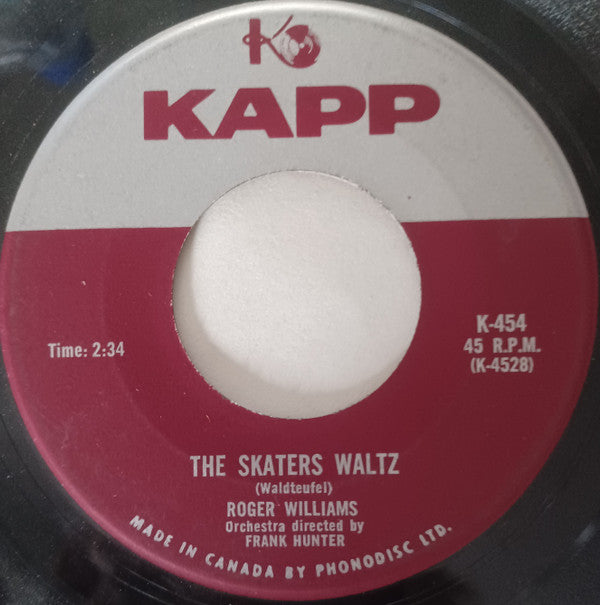 K
KAPP
Time: 2:34
K-454
45 R.P.M.
(K-4528)
THE SKATERS WALTZ
(Waldteufel)
ROGER WILLIAMS
Orchestra directed by
FRANK HUNTER
MADE IN CANADA BY PHONODISC LTD.